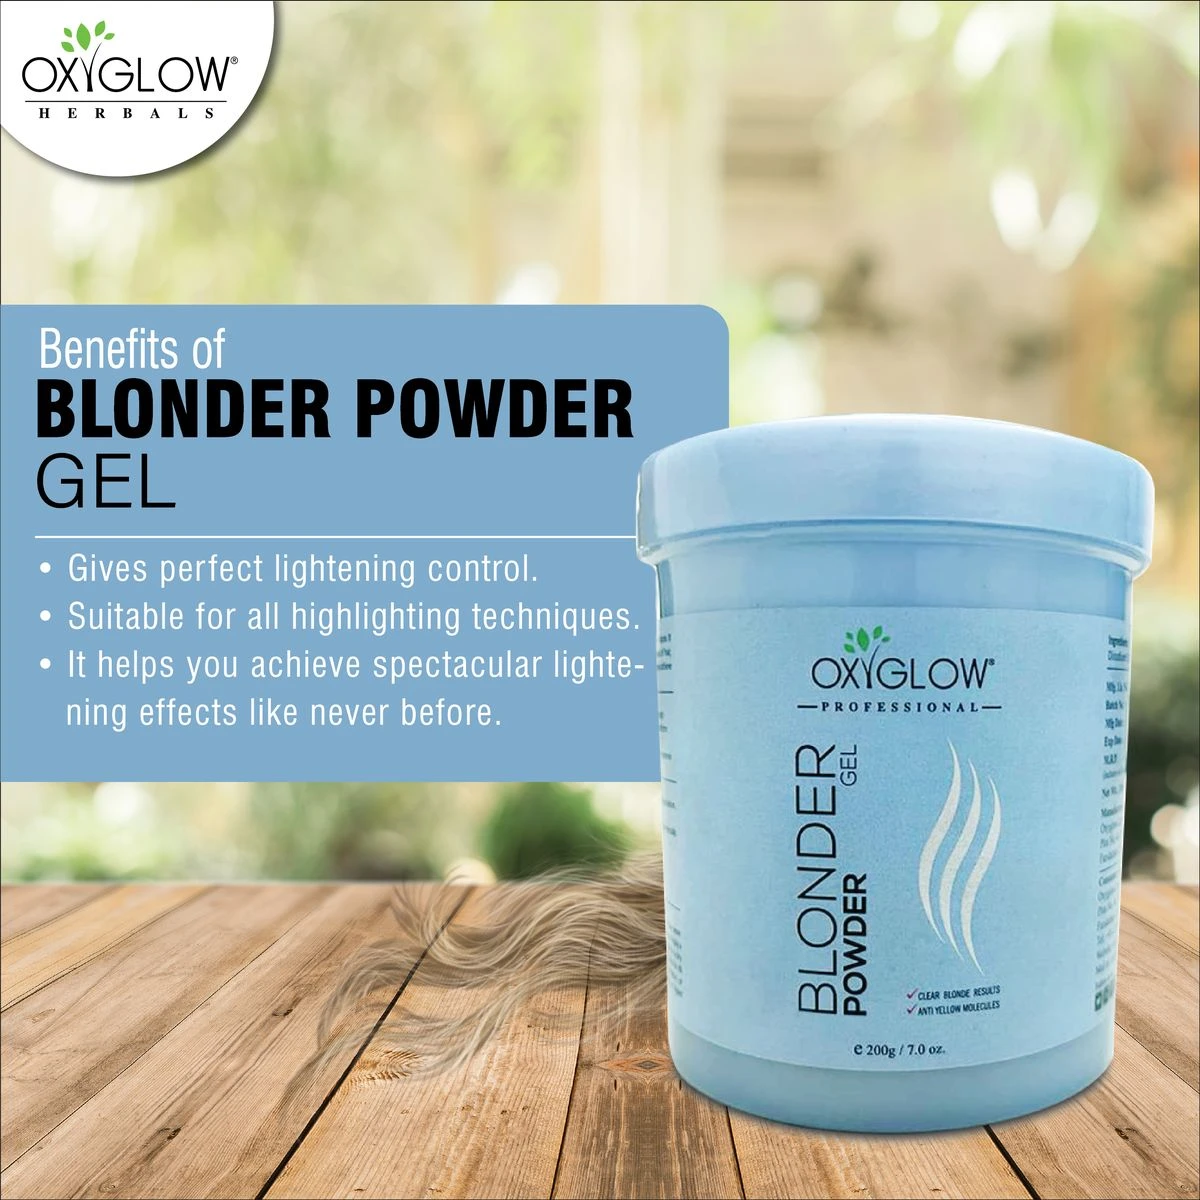 OXYGLOW®
HERBALS
Benefits of
BLONDER POWDER
GEL
• Gives perfect lightening control.
• Suitable for all highlighting techniques.
• It helps you achieve spectacular lighte-
ning effects like never before.
OXYGLOW®
PROFESSIONAL
BLONDER
GEL
POWDER
✓ CLEAR BLONDE RESULTS
✓ ANTI YELLOW MOLECULES
e 200g / 7.0 oz.